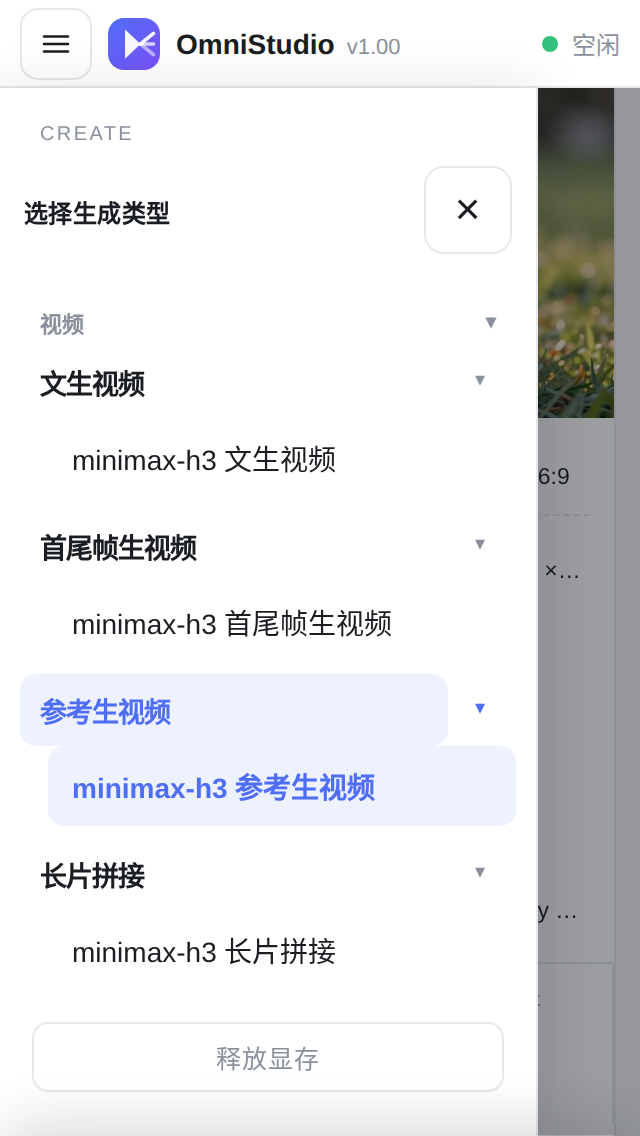 OmniStudio v1.00 空闲
CREATE
选择生成类型
视频
文生视频
minimax-h3 文生视频
首尾帧生视频
minimax-h3 首尾帧生视频
参考生视频
minimax-h3 参考生视频
长片拼接
minimax-h3 长片拼接
释放显存
6:9
×...
y ...